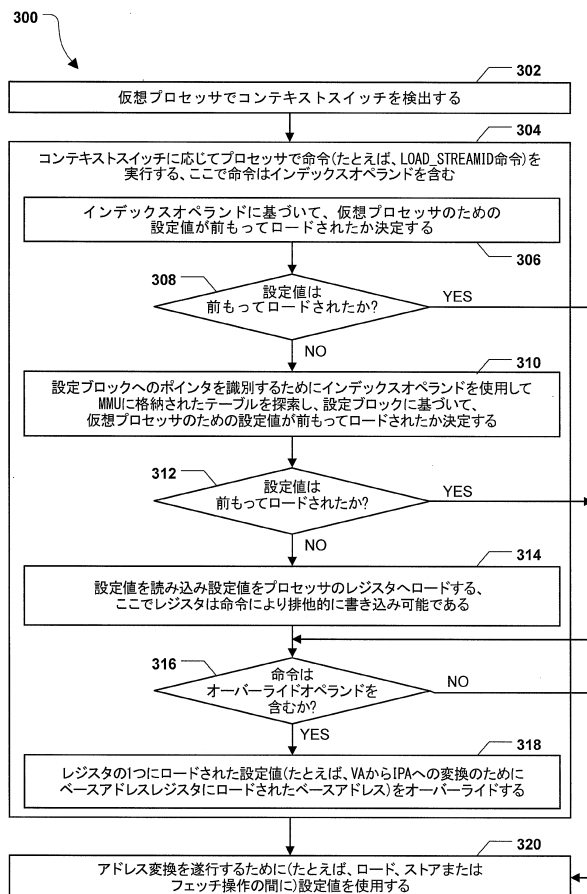 300
302
仮想プロセッサでコンテキストスイッチを検出する
304
コンテキストスイッチに応じてプロセッサで命令(たとえば、LOAD_STREAMID命令)を
実行する、ここで命令はインデックスオペランドを含む
インデックスオペランドに基づいて、仮想プロセッサのための
設定値が前もってロードされたか決定する
306
308
設定値は
前もってロードされたか?
YES
NO
310
設定ブロックへのポインタを識別するためにインデックスオペランドを使用して
MMUに格納されたテーブルを探索し、設定ブロックに基づいて、
仮想プロセッサのための設定値が前もってロードされたか決定する
312
設定値は
前もってロードされたか?
YES
NO
314
設定値を読み込み設定値をプロセッサのレジスタへロードする、
ここでレジスタは命令により排他的に書き込み可能である
316
命令は
オーバーライドオペランドを
含むか?
NO
YES
318
レジスタの1つにロードされた設定値(たとえば、VAからIPAへの変換のために
ベースアドレスレジスタにロードされたベースアドレス)をオーバーライドする
320
アドレス変換を遂行するために(たとえば、ロード、ストアまたは
フェッチ操作の間に)設定値を使用する